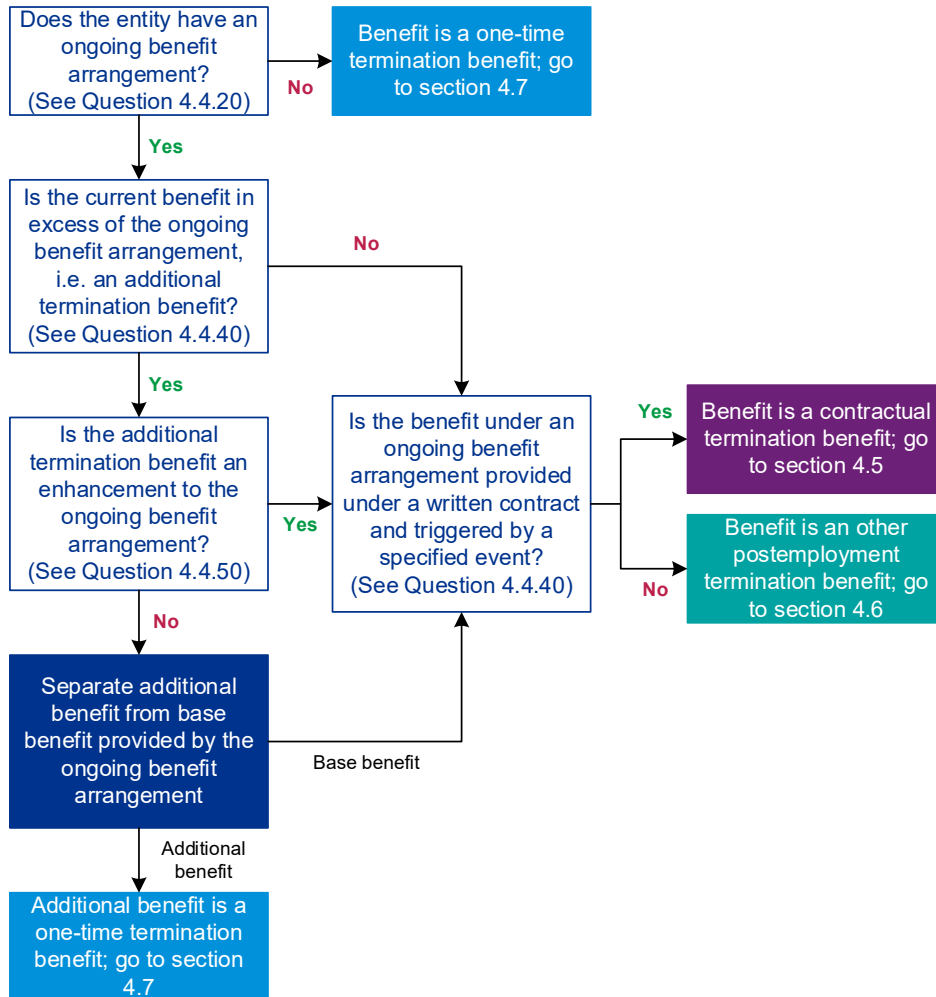 Does the entity have an
ongoing benefit
arrangement?
(See Question 4.4.20)
No
Benefit is a one-time
termination benefit; go
to section 4.7
Yes
Is the current benefit in
excess of the ongoing
benefit arrangement,
i.e. an additional
termination benefit?
(See Question 4.4.40)
No
Yes
Is the additional
termination benefit an
enhancement to the
ongoing benefit
arrangement?
(See Question 4.4.50)
Yes
Is the benefit under an
ongoing benefit
arrangement provided
under a written contract
and triggered by a
specified event?
(See Question 4.4.40)
Yes
Benefit is a contractual
termination benefit; go
to section 4.5
No
Benefit is an other
postemployment
termination benefit; go
to section 4.6
No
Separate additional
benefit from base
benefit provided by the
ongoing benefit
arrangement
Base benefit
Additional
benefit
Additional benefit is a
one-time termination
benefit; go to section
4.7